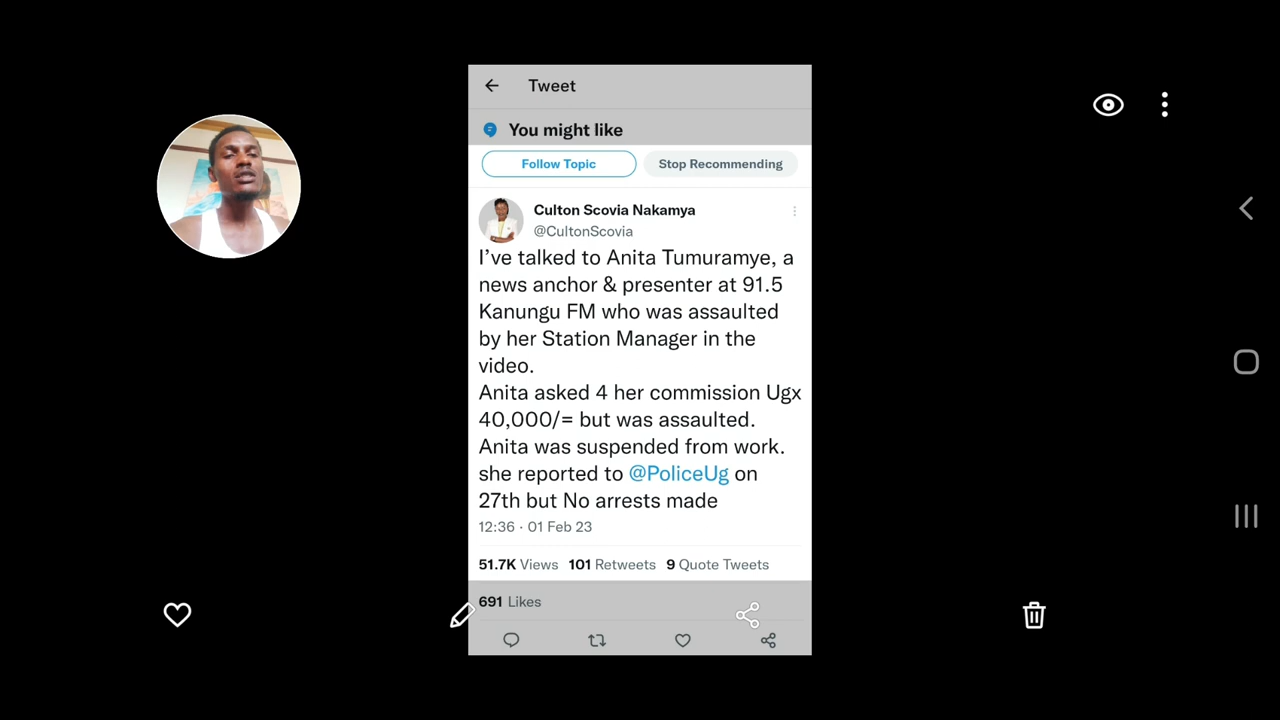 Tweet
You might like
Follow Topic
Stop Recommending
Culton Scovia Nakamya
@CultonScovia
I've talked to Anita Tumuramye, a
news anchor & presenter at 91.5
Kanungu FM who was assaulted
by her Station Manager in the
video.
Anita asked 4 her commission Ugx
40,000/= but was assaulted.
Anita was suspended from work.
she reported to @PoliceUg on
27th but No arrests made
12:36 · 01 Feb 23
51.7K Views 101 Retweets 9 Quote Tweets
691 Likes